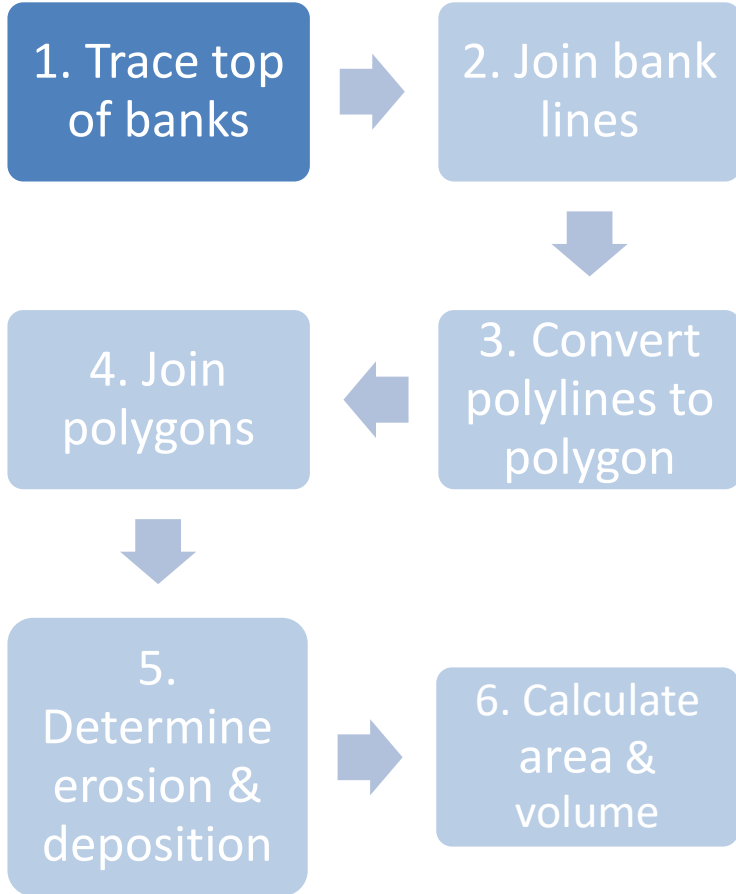 1. Trace top
of banks
2. Join bank
lines
3. Convert
polylines to
polygon
4. Join
polygons
5.
Determine
erosion &
deposition
6. Calculate
area &
volume